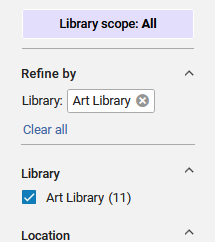 Library scope: All
Refine by
Library: Art Library
Clear all
Library
Art Library (11)
Location